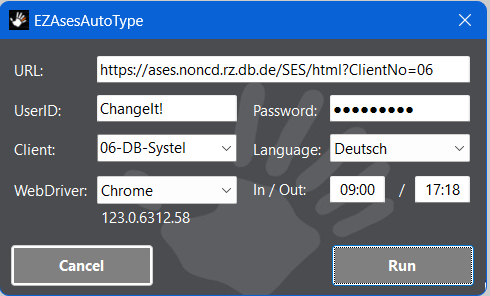 EZAsesAutoType
URL: https://ases.noncd.rz.db.de/SES/html?ClientNo=06
UserID: ChangeIt! Password: ●●●●●●●●●
Client: 06-DB-Systel Language: Deutsch
WebDriver: Chrome In / Out: 09:00 / 17:18
123.0.6312.58
Cancel Run